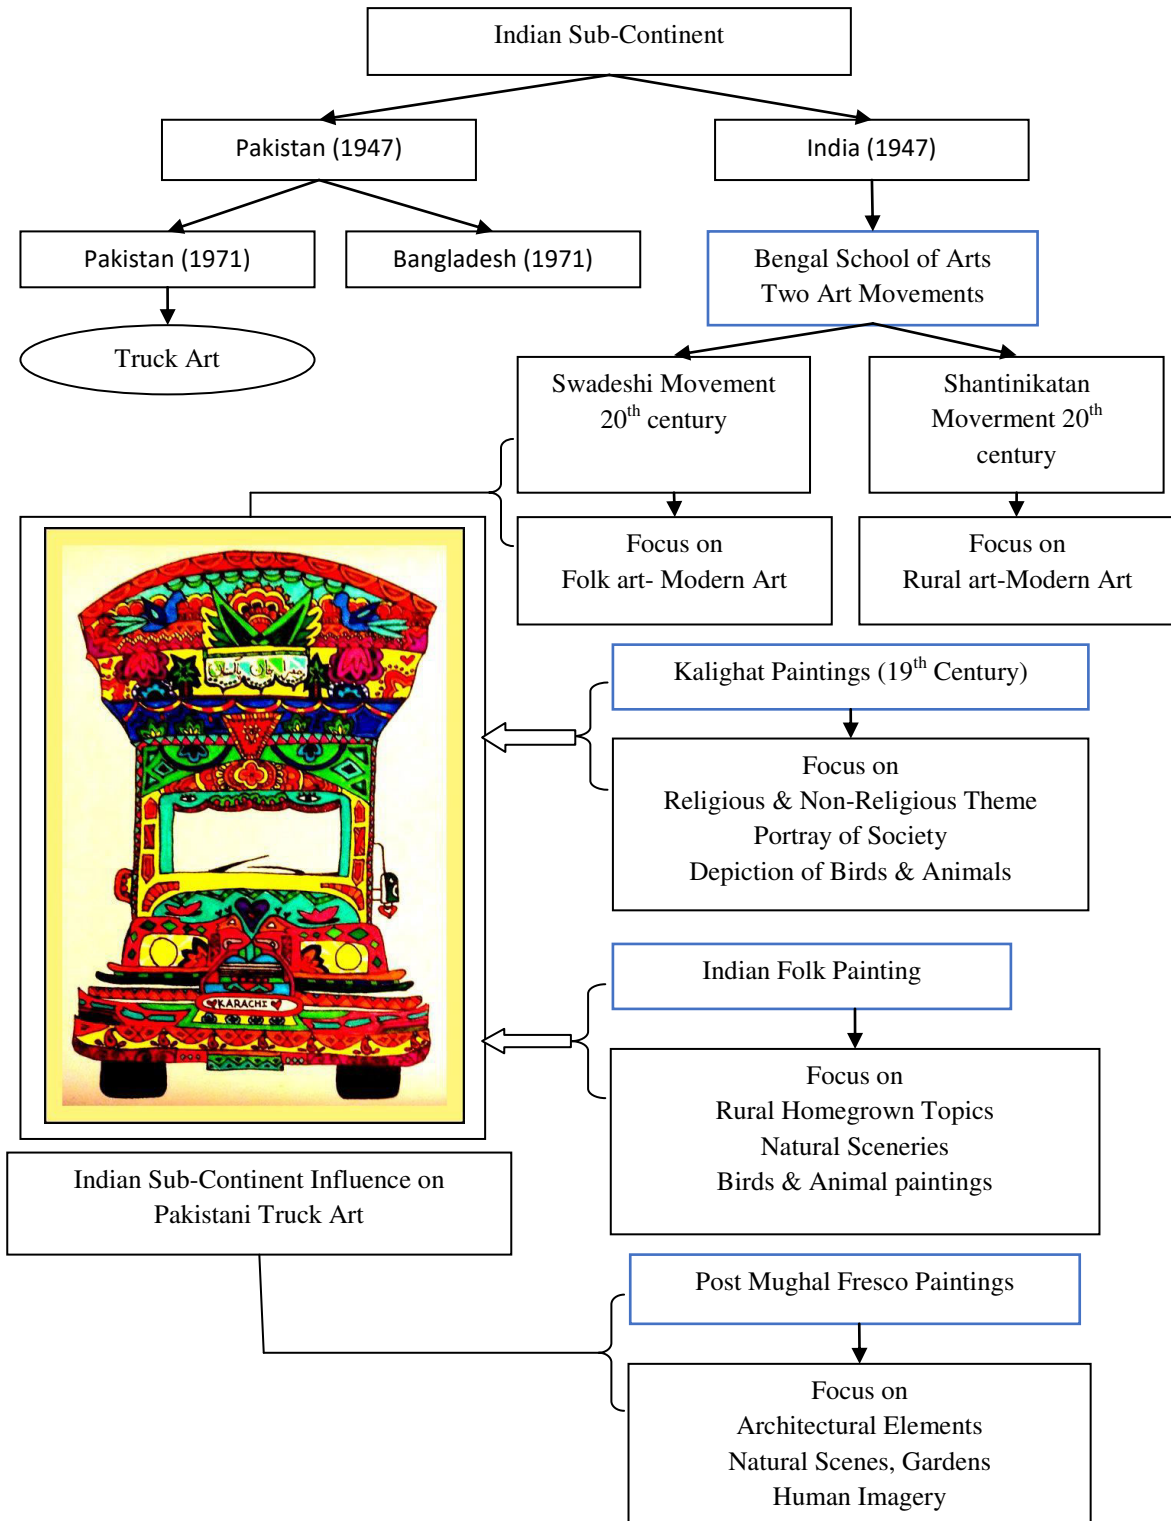 Indian Sub-Continent
Pakistan (1947)
India (1947)
Pakistan (1971)
Bangladesh (1971)
Bengal School of Arts
Two Art Movements
Truck Art
Swadeshi Movement
20th century
Shantinikatan
Moverment 20th
century
Focus on
Folk art- Modern Art
Focus on
Rural art-Modern Art
Kalighat Paintings (19th Century)
Focus on
Religious & Non-Religious Theme
Portray of Society
Depiction of Birds & Animals
KARACHI
Indian Folk Painting
Focus on
Rural Homegrown Topics
Natural Sceneries
Birds & Animal paintings
Indian Sub-Continent Influence on
Pakistani Truck Art
Post Mughal Fresco Paintings
Focus on
Architectural Elements
Natural Scenes, Gardens
Human Imagery